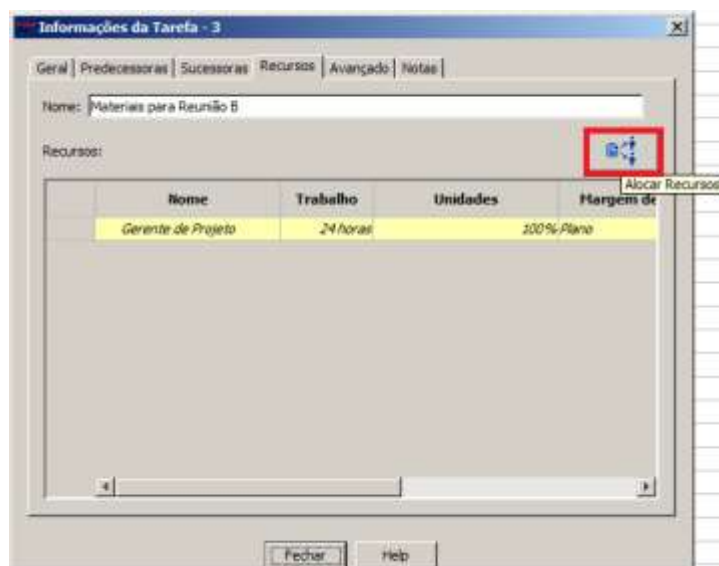 Informações da Tarefa - 3
Geral Predecessoras Sucessoras Recursos Avançado Notas
Nome: Materiais para Reunião B
Recursos:
Alocar Recursos
Nome Trabalho Unidades Margem de
Gerente de Projeto 24 horas 100% Plano
Fechar Help